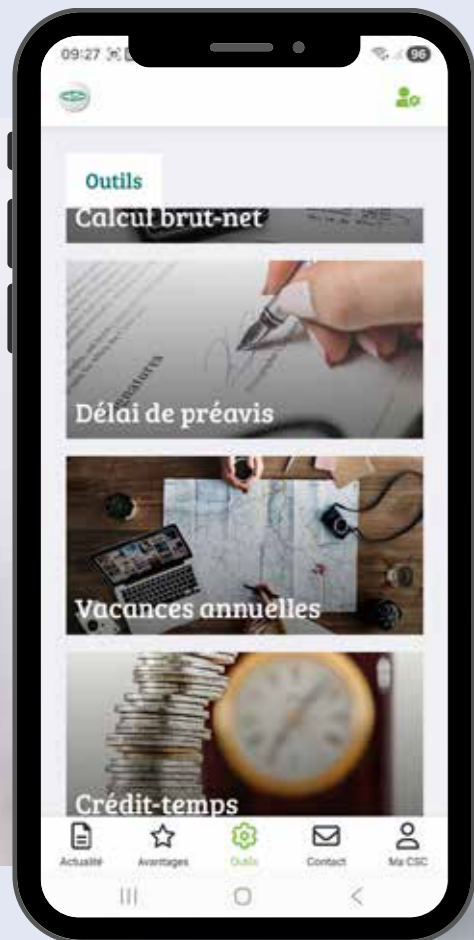 09:27
96
Outils
Calcul brut-net
Délai de préavis
Vacances annuelles
Crédit-temps
Actualité
Avantages
Outils
Contact
Ma CSC